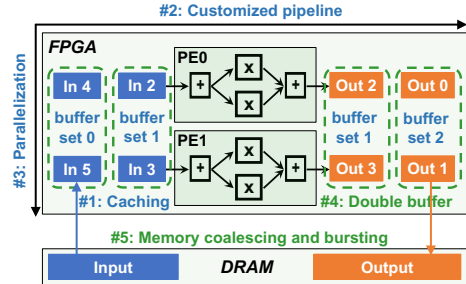 #2: Customized pipeline
#3: Parallelization
FPGA
PE0
In 4
In 2
+
x
x
+
Out 2
Out 0
buffer
set 0
buffer
set 1
buffer
set 1
buffer
set 2
PE1
In 5
In 3
+
x
x
+
Out 3
Out 1
#1: Caching
#4: Double buffer
#5: Memory coalescing and bursting
Input
DRAM
Output